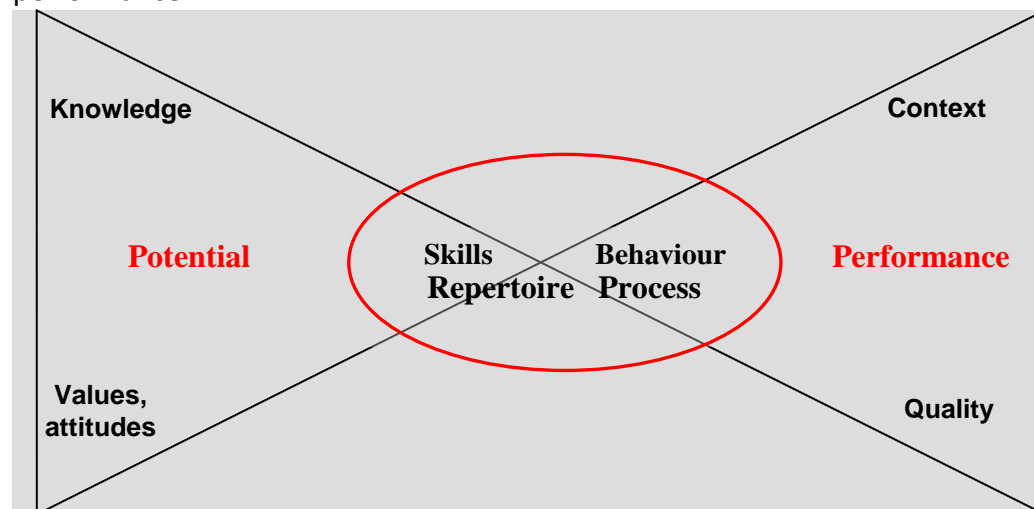 Knowledge
Context
Potential
Skills Behaviour
Repertoire Process
Performance
Values,
attitudes
Quality